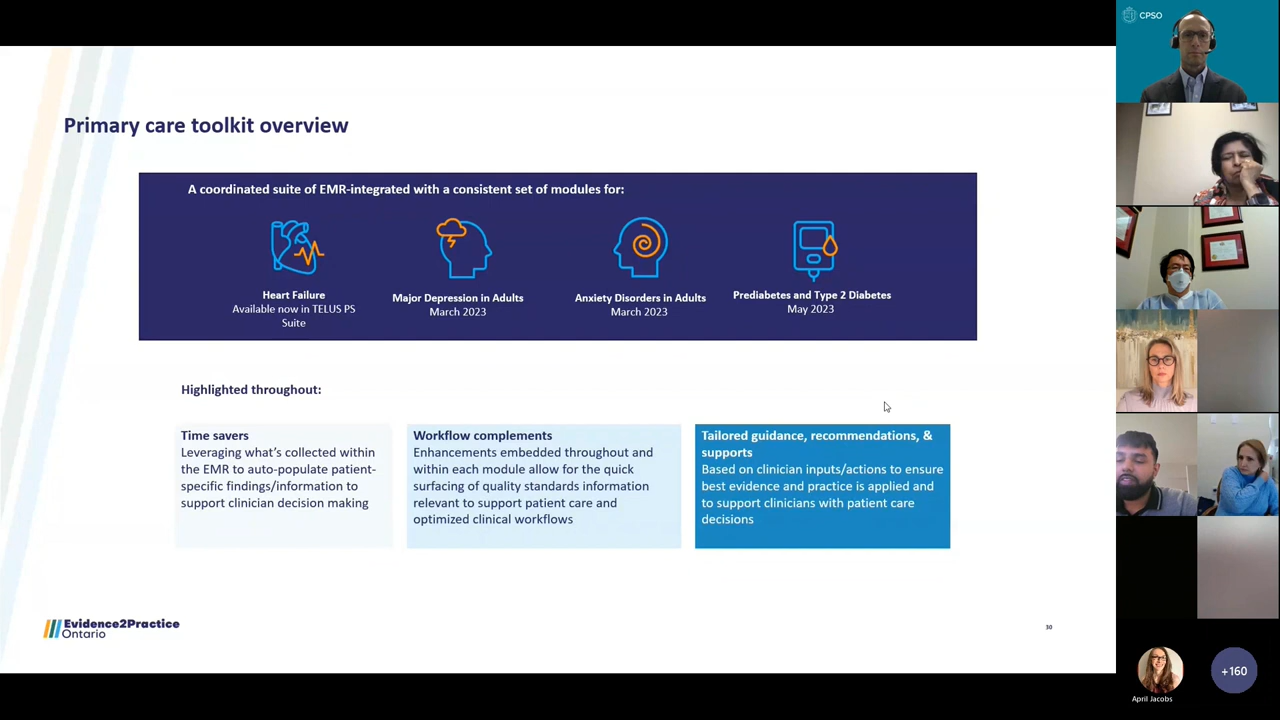 CPSO
Primary care toolkit overview
A coordinated suite of EMR-integrated with a consistent set of modules for:
Heart Failure
Available now in TELUS PS
Suite
Major Depression in Adults
March 2023
Anxiety Disorders in Adults
March 2023
Prediabetes and Type 2 Diabetes
May 2023
Highlighted throughout:
Time savers
Leveraging what's collected within
the EMR to auto-populate patient-
specific findings/information to
support clinician decision making
Workflow complements
Enhancements embedded throughout and
within each module allow for the quick
surfacing of quality standards information
relevant to support patient care and
optimized clinical workflows
Tailored guidance, recommendations, &
supports
Based on clinician inputs/actions to ensure
best evidence and practice is applied and
to support clinicians with patient care
decisions
Evidence2Practice
Ontario
30
April Jacobs
+160